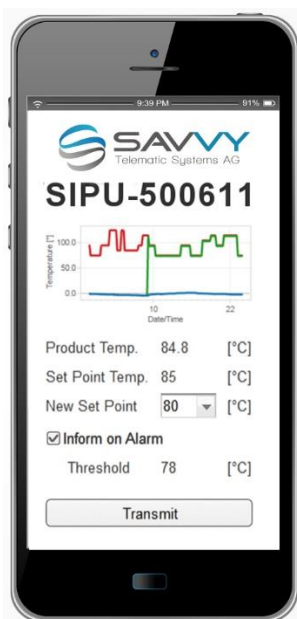 9:39 PM 91%
SAVVY
Telematic Systems AG
SIPU-500611
Temperature [°]
100.0
50.0
0.0
10 22
Date/Time
Product Temp. 84.8 [°C]
Set Point Temp. 85 [°C]
New Set Point 80 [°C]
Inform on Alarm
Threshold 78 [°C]
Transmit